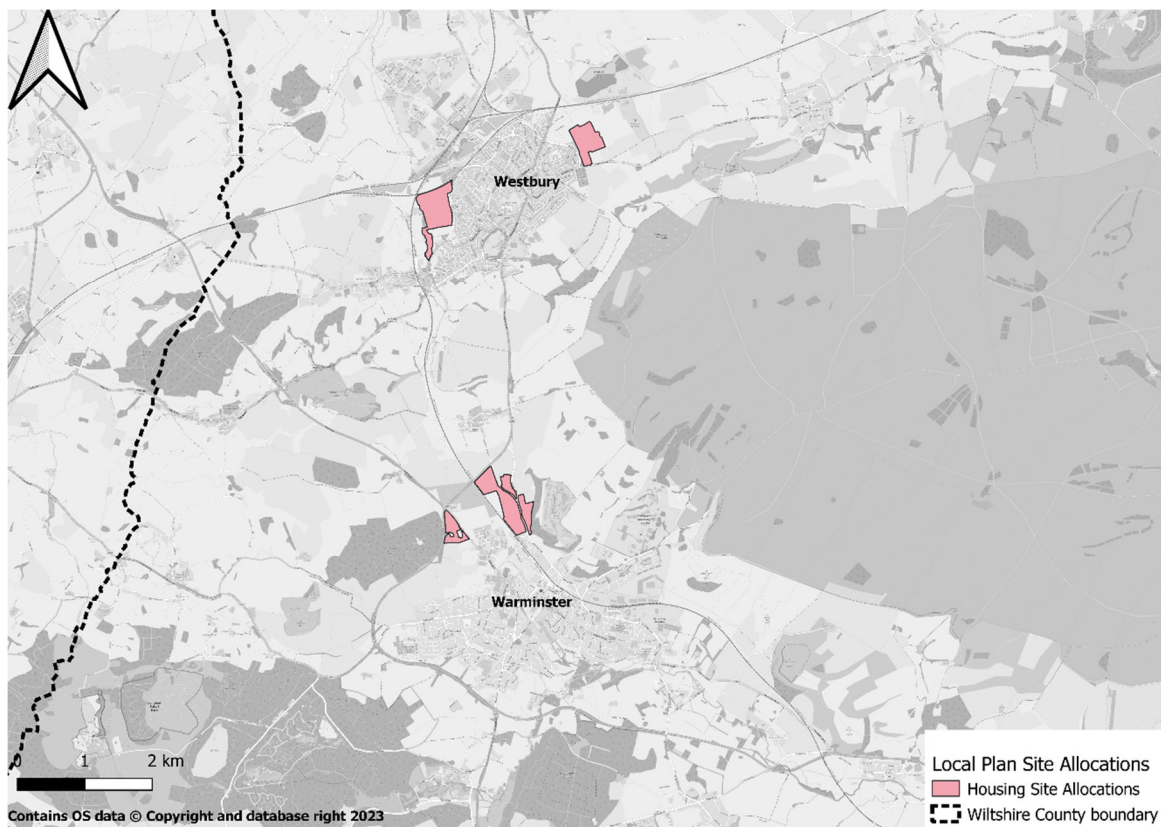 Westbury
Warminster
0 1 2 km
Contains OS data © Copyright and database right 2023
Local Plan Site Allocations
Housing Site Allocations
Wiltshire County boundary